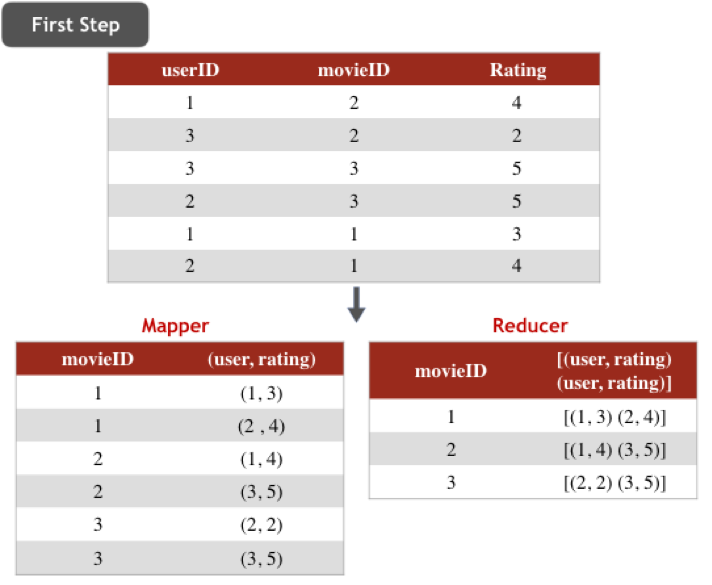 First Step
userID movieID Rating
1 2 4
3 2 2
3 3 5
2 3 5
1 1 3
2 1 4
Mapper
movieID (user, rating)
1 (1, 3)
1 (2 , 4)
2 (1, 4)
2 (3, 5)
3 (2, 2)
3 (3, 5)
Reducer
movieID [(user, rating)
(user, rating)]
1 [(1, 3) (2, 4)]
2 [(1, 4) (3, 5)]
3 [(2, 2) (3, 5)]